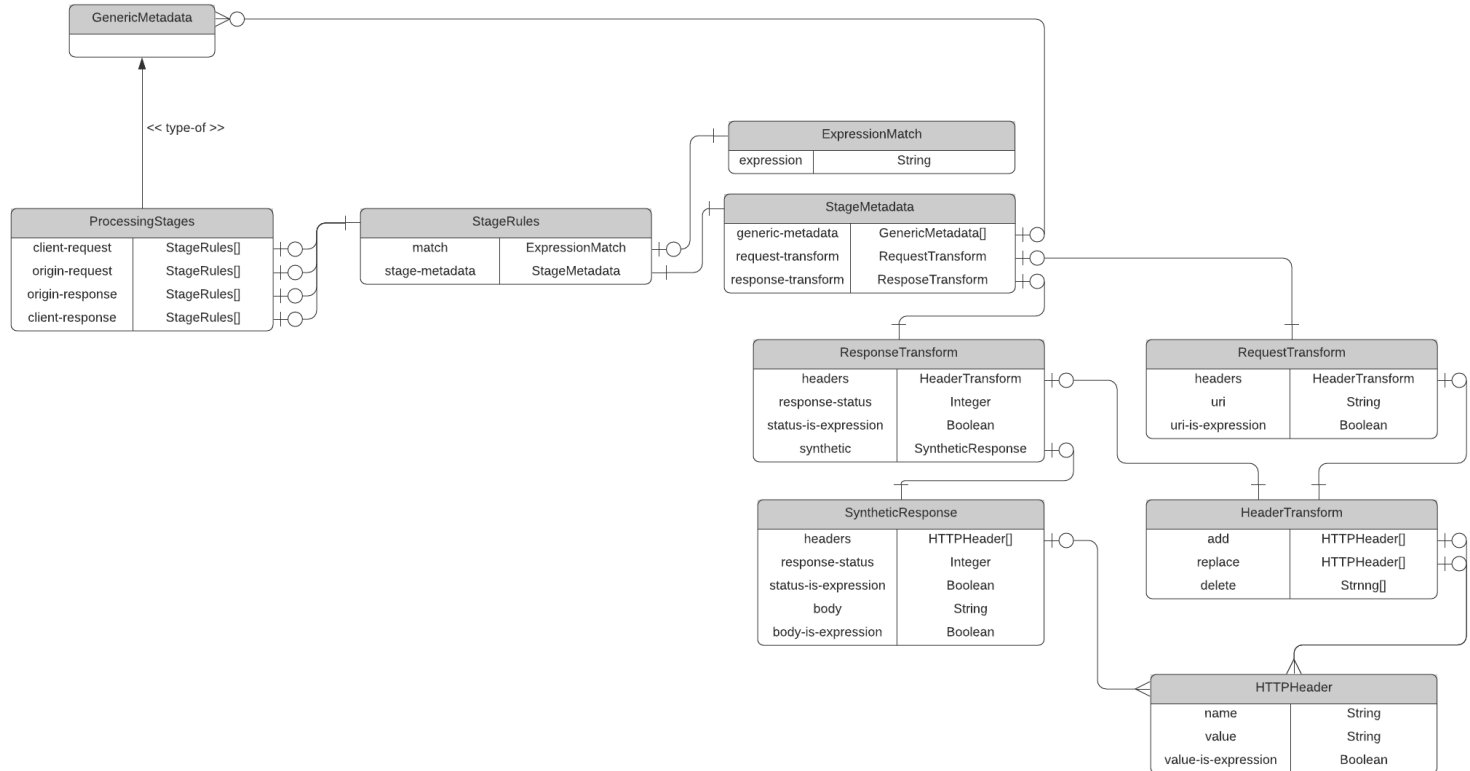 GenericMetadata
<< type-of >>
ExpressionMatch
expression String
ProcessingStages
client-request StageRules[]
origin-request StageRules[]
origin-response StageRules[]
client-response StageRules[]
StageRules
match ExpressionMatch
stage-metadata StageMetadata
StageMetadata
generic-metadata GenericMetadata[]
request-transform RequestTransform
response-transform ResposeTransform
ResponseTransform
headers HeaderTransform
response-status Integer
status-is-expression Boolean
synthetic SyntheticResponse
RequestTransform
headers HeaderTransform
uri String
uri-is-expression Boolean
SyntheticResponse
headers HTTPHeader[]
response-status Integer
status-is-expression Boolean
body String
body-is-expression Boolean
HeaderTransform
add HTTPHeader[]
replace HTTPHeader[]
delete Strnng[]
HTTPHeader
name String
value String
value-is-expression Boolean